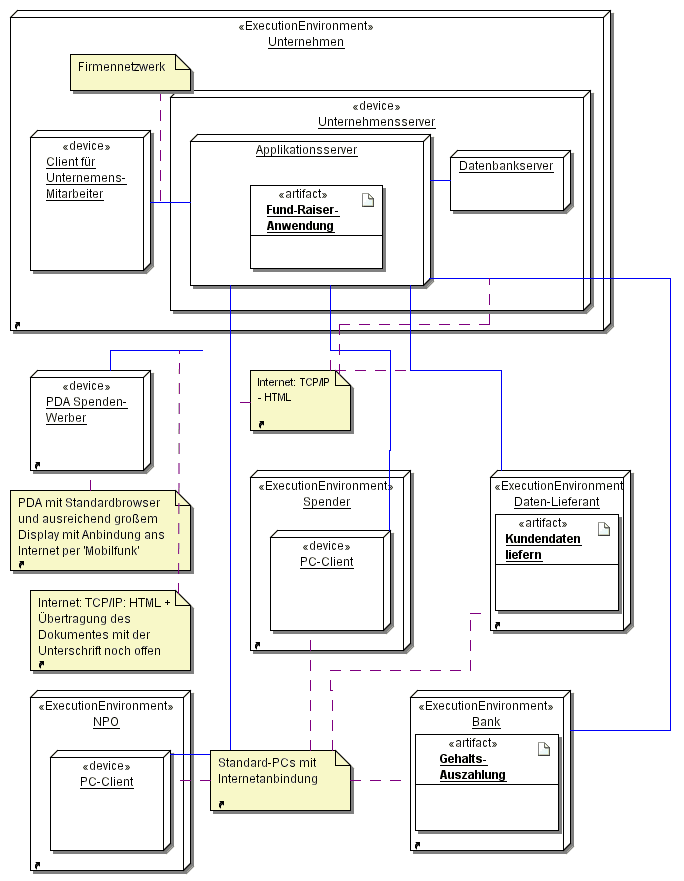 «ExecutionEnvironment»
Unternehmen
Firmennetzwerk
«device»
Unternehmensserver
«device»
Client für
Unternemens-
Mitarbeiter
Applikationsserver
«artifact»
Fund-Raiser-
Anwendung
Datenbankserver
«device»
PDA Spenden-
Werber
Internet: TCP/IP
- HTML
PDA mit Standardbrowser
und ausreichend großem
Display mit Anbindung ans
Internet per 'Mobilfunk'
«ExecutionEnvironment»
Spender
«device»
PC-Client
«ExecutionEnvironment
Daten-Lieferant
«artifact»
Kundendaten
liefern
Internet: TCP/IP: HTML +
Übertragung des
Dokumentes mit der
Unterschrift noch offen
«ExecutionEnvironment»
NPO
«device»
PC-Client
Standard-PCs mit
Internetanbindung
«ExecutionEnvironment»
Bank
«artifact»
Gehalts-
Auszahlung